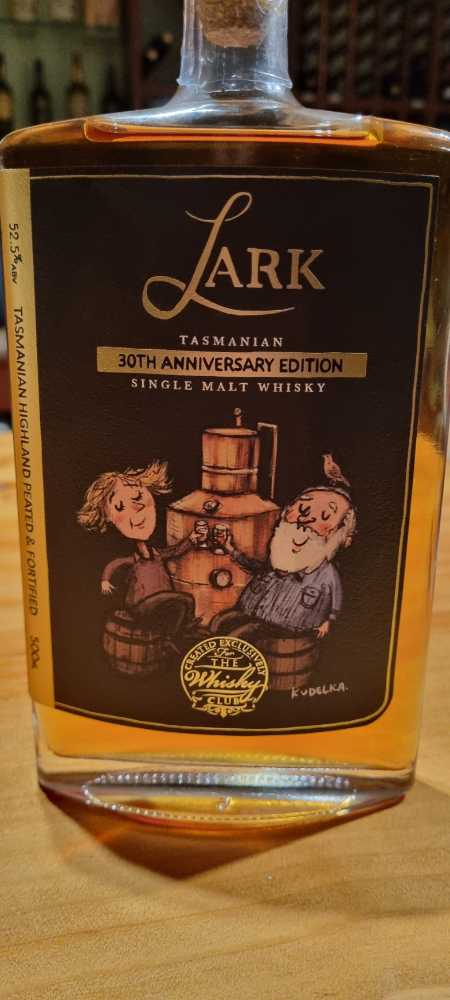 LARK
TASMANIAN
30TH ANNIVERSARY EDITION
SINGLE MALT WHISKY
52.5% ABV TASMANIAN HIGHLAND PEATED & FORTIFIED
CREATED EXCLUSIVELY
For
THE
Whisky
CLUB
KUDELKA.